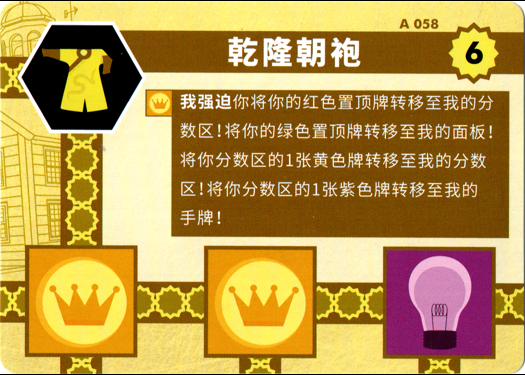 A 058
乾隆朝袍
6
我强迫你将你的红色置顶牌转移至我的分
数区!将你的绿色置顶牌转移至我的面板!
将你分数区的1张黄色牌转移至我的分数
区!将你分数区的1张紫色牌转移至我的
手牌!